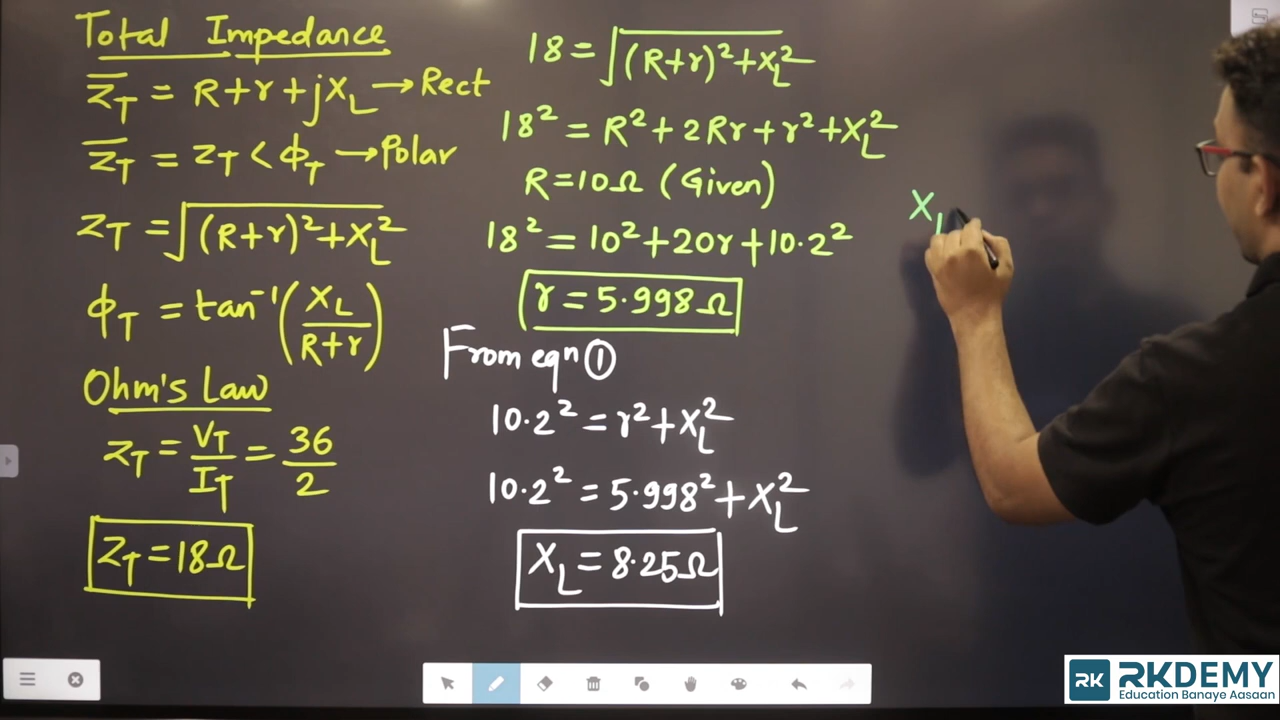 Total Impedance
Z̅T = R+r+jXL → Rect
Z̅T = ZT < ϕT → Polar
ZT = √(R+r)²+XL²
ϕT = tan⁻¹(XL/R+r)
Ohm's Law
ZT = VT/IT = 36/2
ZT = 18Ω
18 = √(R+r)²+XL²
18² = R²+2Rr+r²+XL²
R=10Ω (Given)
18² = 10²+20r+10.2²
r = 5.998Ω
From eqn ①
10.2² = r²+XL²
10.2² = 5.998²+XL²
XL = 8.25Ω
XL
RK RKDEMY
Education Banaye Aasaan